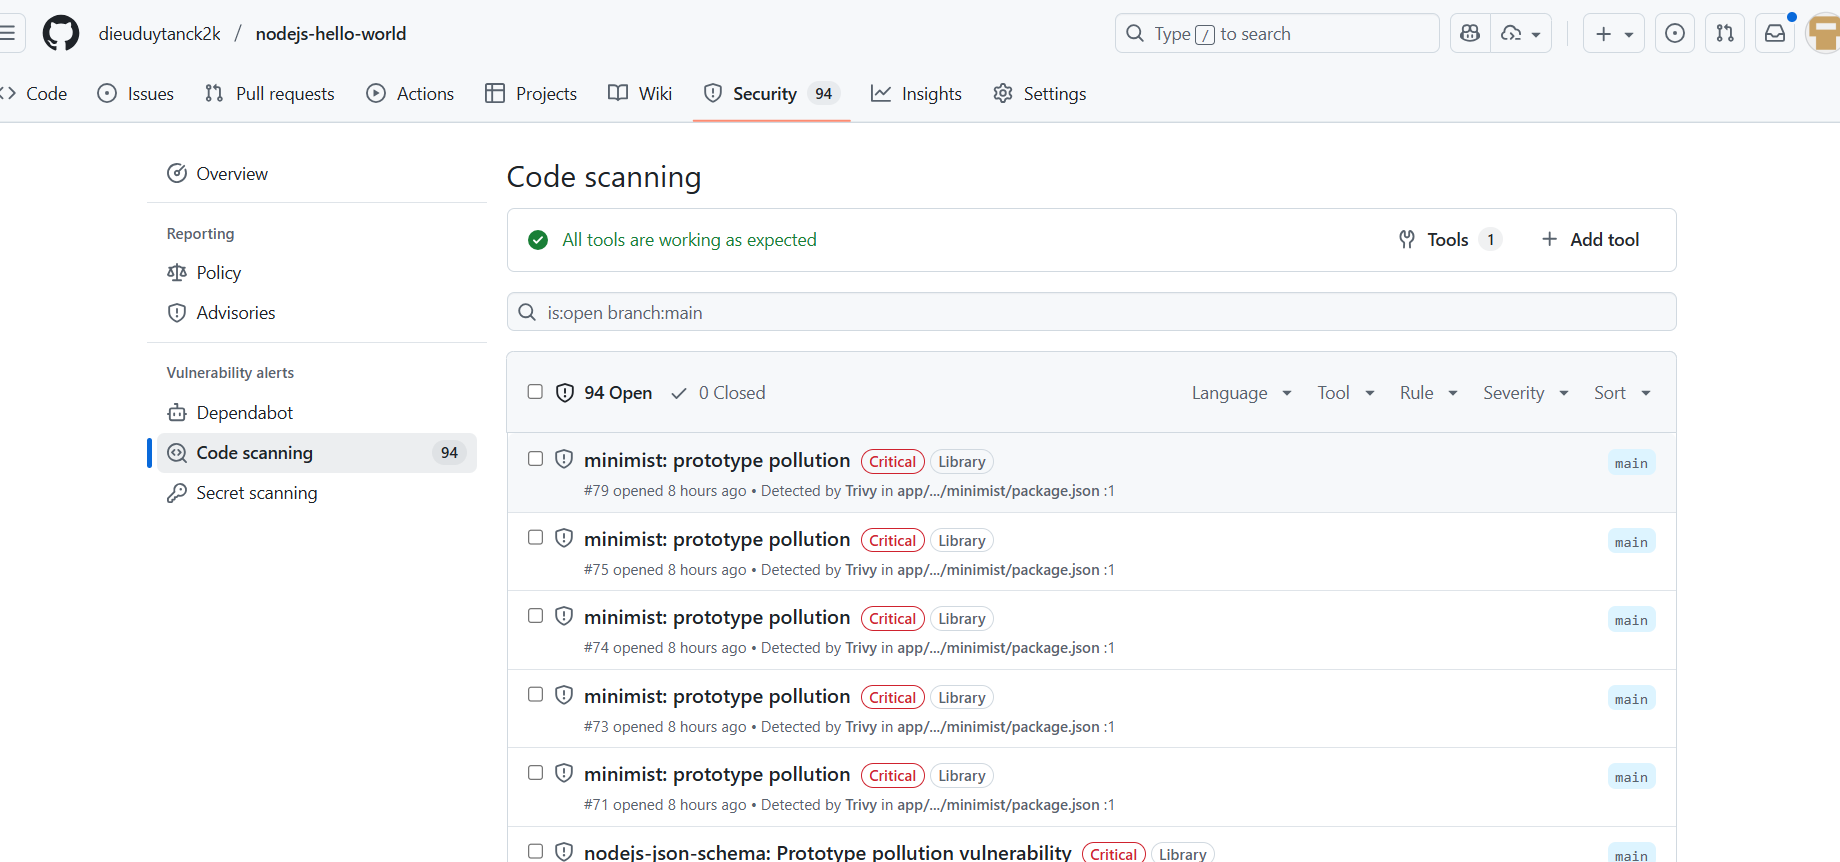 dieuduytanck2k / nodejs-hello-world
Type / to search
Code
Issues
Pull requests
Actions
Projects
Wiki
Security 94
Insights
Settings
Overview
Reporting
Policy
Advisories
Vulnerability alerts
Dependabot
Code scanning 94
Secret scanning
Code scanning
All tools are working as expected
Tools 1
Add tool
is:open branch:main
94 Open
0 Closed
Language
Tool
Rule
Severity
Sort
minimist: prototype pollution Critical Library main
#79 opened 8 hours ago • Detected by Trivy in app/.../minimist/package.json :1
minimist: prototype pollution Critical Library main
#75 opened 8 hours ago • Detected by Trivy in app/.../minimist/package.json :1
minimist: prototype pollution Critical Library main
#74 opened 8 hours ago • Detected by Trivy in app/.../minimist/package.json :1
minimist: prototype pollution Critical Library main
#73 opened 8 hours ago • Detected by Trivy in app/.../minimist/package.json :1
minimist: prototype pollution Critical Library main
#71 opened 8 hours ago • Detected by Trivy in app/.../minimist/package.json :1
nodejs-json-schema: Prototype pollution vulnerability Critical Library main